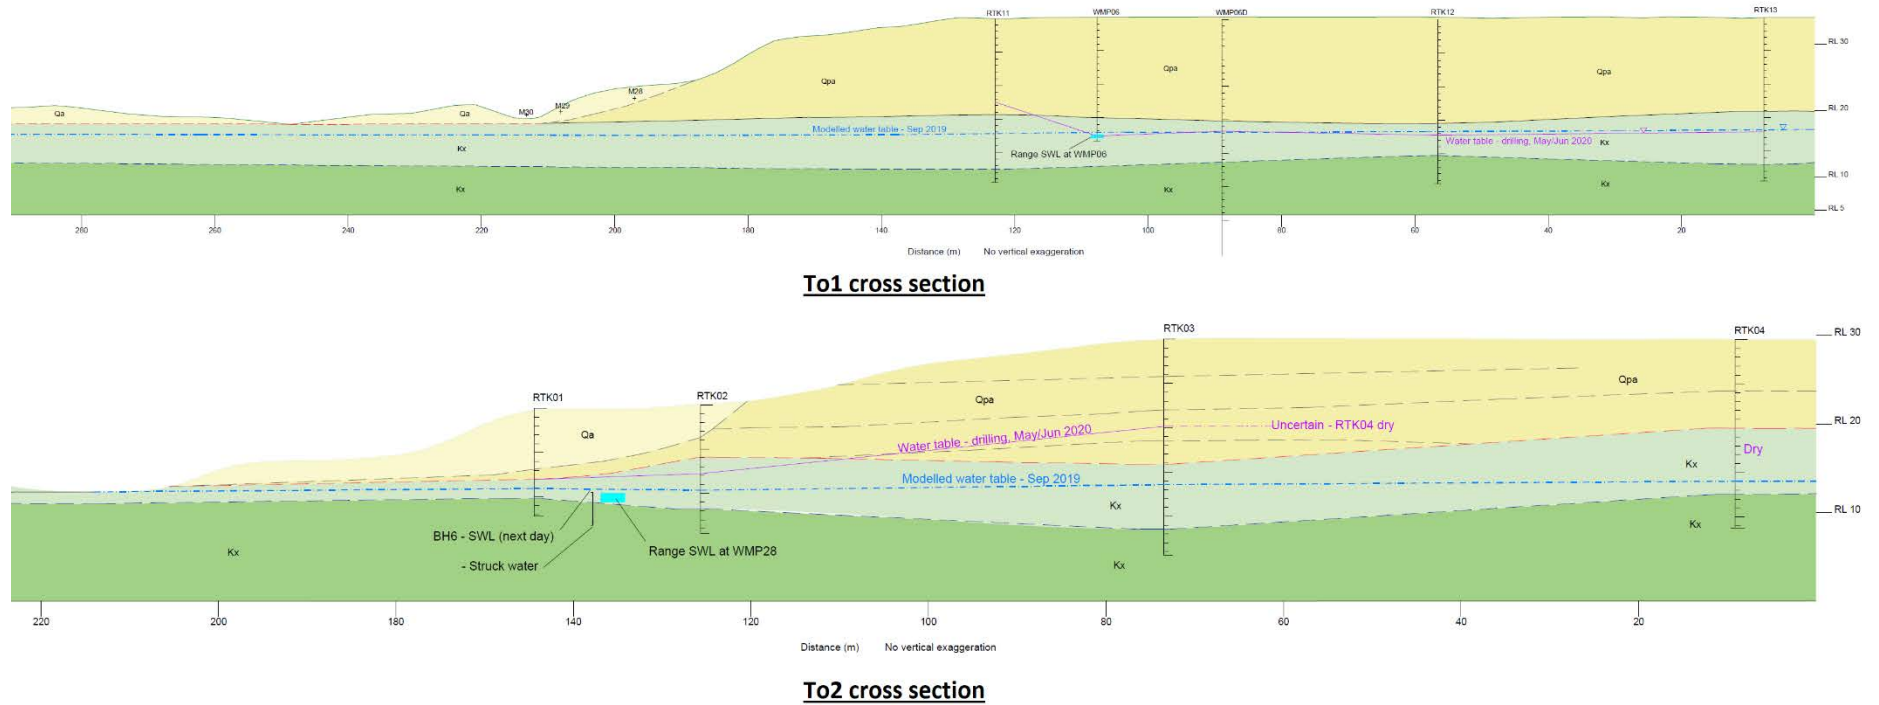 RTK11 WMP06 WMP06D RTK12 RTK13
RL 30
Qpa Qpa Qpa
M28
M29
M30
Qa Qa
RL 20
Modelled water table - Sep 2019
Water table - drilling, May/Jun 2020
Kx Kx
Range SWL at WMP06
RL 10
Kx Kx Kx
RL 5
280 260 240 220 200 180 160 140 120 100 80 60 40 20
Distance (m) No vertical exaggeration
To1 cross section
RTK03 RTK04
RL 30
Qpa
RTK01 RTK02
Qpa
Qa
RL 20
Water table - drilling, May/Jun 2020
Uncertain - RTK04 dry
Dry
Kx
Modelled water table - Sep 2019
Kx
RL 10
Kx
BH6 - SWL (next day)
Range SWL at WMP28
Kx
- Struck water
Kx
220 200 180 160 140 120 100 80 60 40 20
Distance (m) No vertical exaggeration
To2 cross section